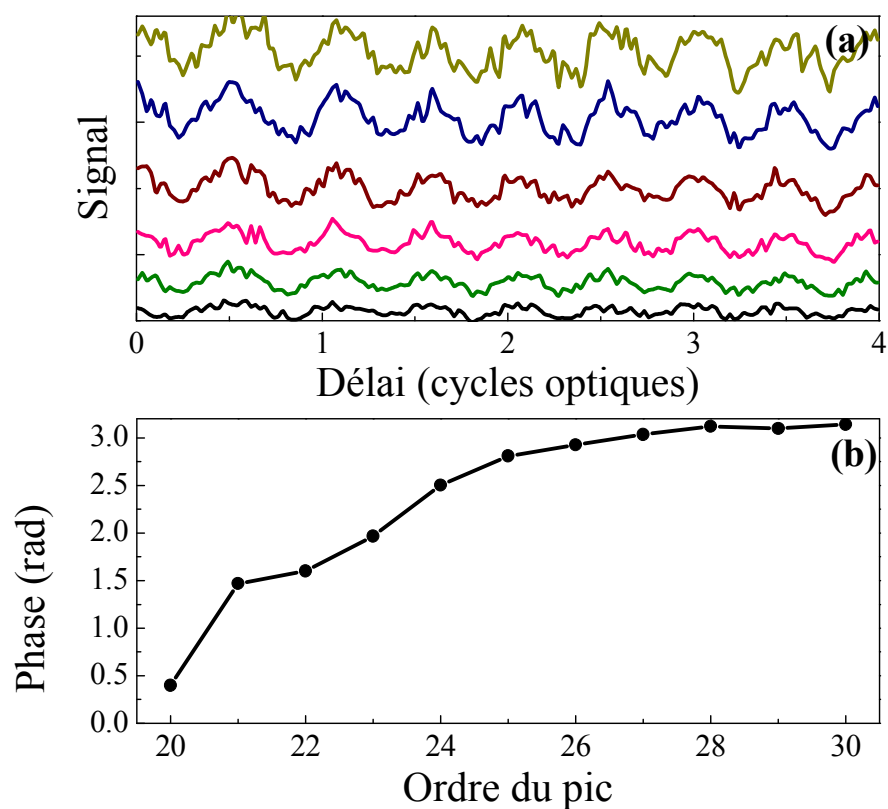 (a)
Signal
0 1 2 3 4
Délai (cycles optiques)
(b)
3.0
2.5
2.0
1.5
1.0
0.5
0.0
Phase (rad)
20 22 24 26 28 30
Ordre du pic